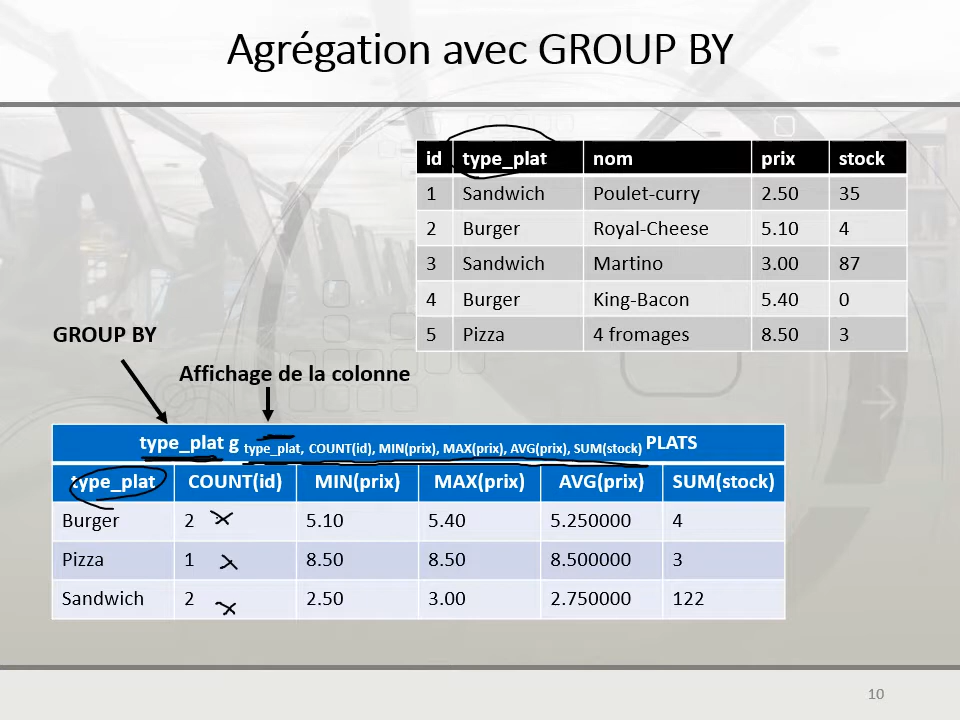 Agrégation avec GROUP BY
id type_plat nom prix stock
1 Sandwich Poulet-curry 2.50 35
2 Burger Royal-Cheese 5.10 4
3 Sandwich Martino 3.00 87
4 Burger King-Bacon 5.40 0
5 Pizza 4 fromages 8.50 3
GROUP BY
Affichage de la colonne
type_plat g type_plat, COUNT(id), MIN(prix), MAX(prix), AVG(prix), SUM(stock) PLATS
type_plat COUNT(id) MIN(prix) MAX(prix) AVG(prix) SUM(stock)
Burger 2 5.10 5.40 5.250000 4
Pizza 1 8.50 8.50 8.500000 3
Sandwich 2 2.50 3.00 2.750000 122
10